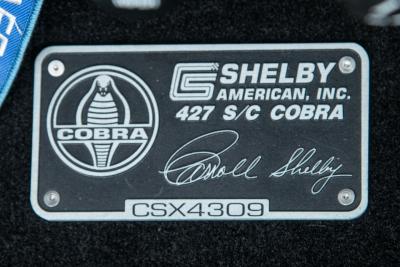 SHELBY
AMERICAN, INC.
427 S/C COBRA
COBRA
Carroll Shelby
CSX4309